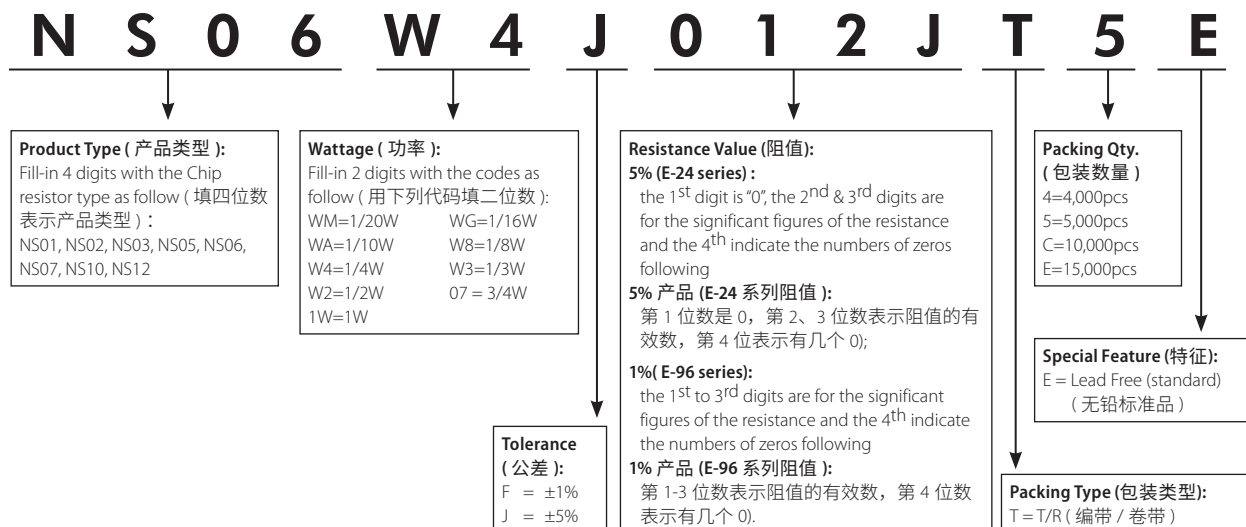 N S 0 6 W 4 J 0 1 2 J T 5 E
Product Type ( 产品类型 ):
Fill-in 4 digits with the Chip
resistor type as follow ( 填四位数
表示产品类型 ) :
NS01, NS02, NS03, NS05, NS06,
NS07, NS10, NS12
Wattage ( 功率 ):
Fill-in 2 digits with the codes as
follow ( 用下列代码填二位数 ):
WM=1/20W WG=1/16W
WA=1/10W W8=1/8W
W4=1/4W W3=1/3W
W2=1/2W 07 = 3/4W
1W=1W
Tolerance
( 公差 ):
F = ±1%
J = ±5%
Resistance Value (阻值):
5% (E-24 series) :
the 1st digit is “0”, the 2nd & 3rd digits are
for the significant figures of the resistance
and the 4th indicate the numbers of zeros
following
5% 产品 (E-24 系列阻值 ):
第 1 位数是 0，第 2、3 位数表示阻值的有
效数，第 4 位表示有几个 0);
1%( E-96 series):
the 1st to 3rd digits are for the significant
figures of the resistance and the 4th indicate
the numbers of zeros following
1% 产品 (E-96 系列阻值 ):
第 1-3 位数表示阻值的有效数，第 4 位数
表示有几个 0).
Packing Qty.
( 包装数量 )
4=4,000pcs
5=5,000pcs
C=10,000pcs
E=15,000pcs
Special Feature (特征):
E = Lead Free (standard)
( 无铅标准品 )
Packing Type (包装类型):
T = T/R ( 编带 / 卷带 )